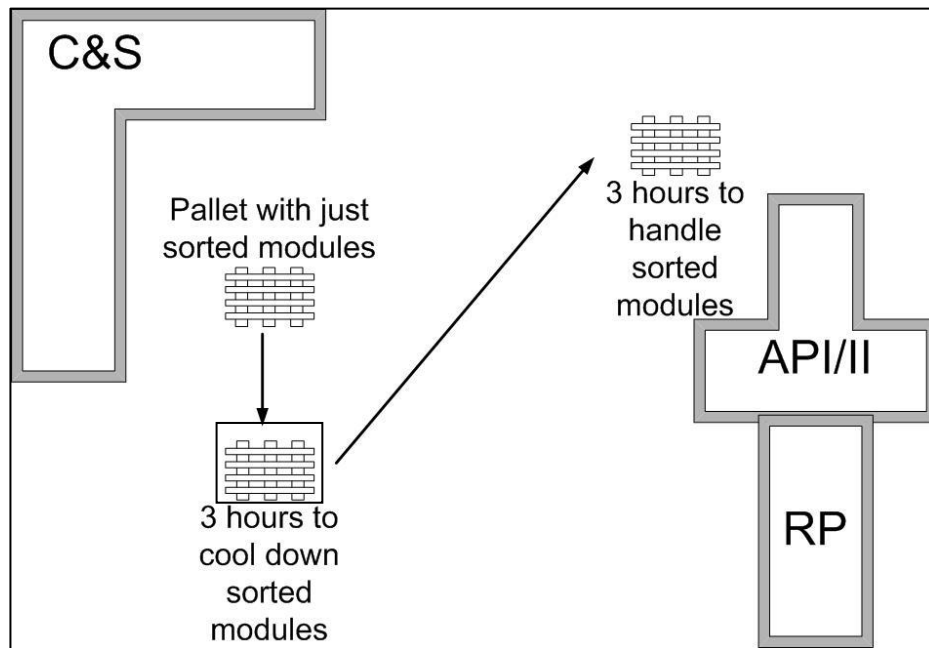 C&S
Pallet with just
sorted modules
3 hours to
cool down
sorted
modules
3 hours to
handle
sorted
modules
API/II
RP